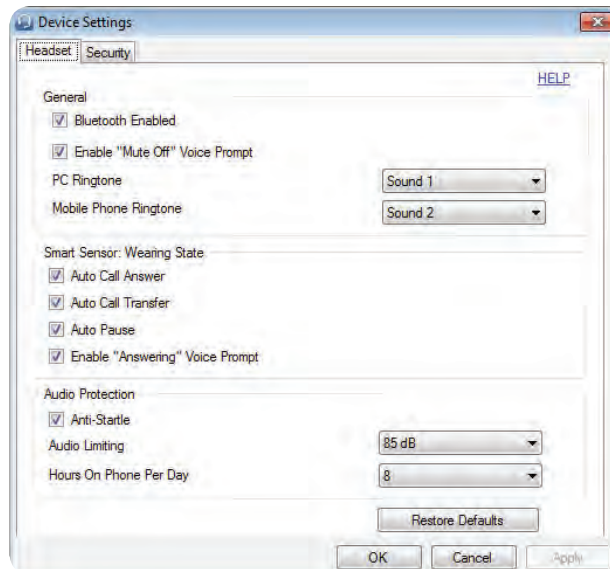 Device Settings
Headset Security
HELP
General
Bluetooth Enabled
Enable "Mute Off" Voice Prompt
PC Ringtone Sound 1
Mobile Phone Ringtone Sound 2
Smart Sensor: Wearing State
Auto Call Answer
Auto Call Transfer
Auto Pause
Enable "Answering" Voice Prompt
Audio Protection
Anti-Startle
Audio Limiting 85 dB
Hours On Phone Per Day 8
Restore Defaults
OK Cancel Apply